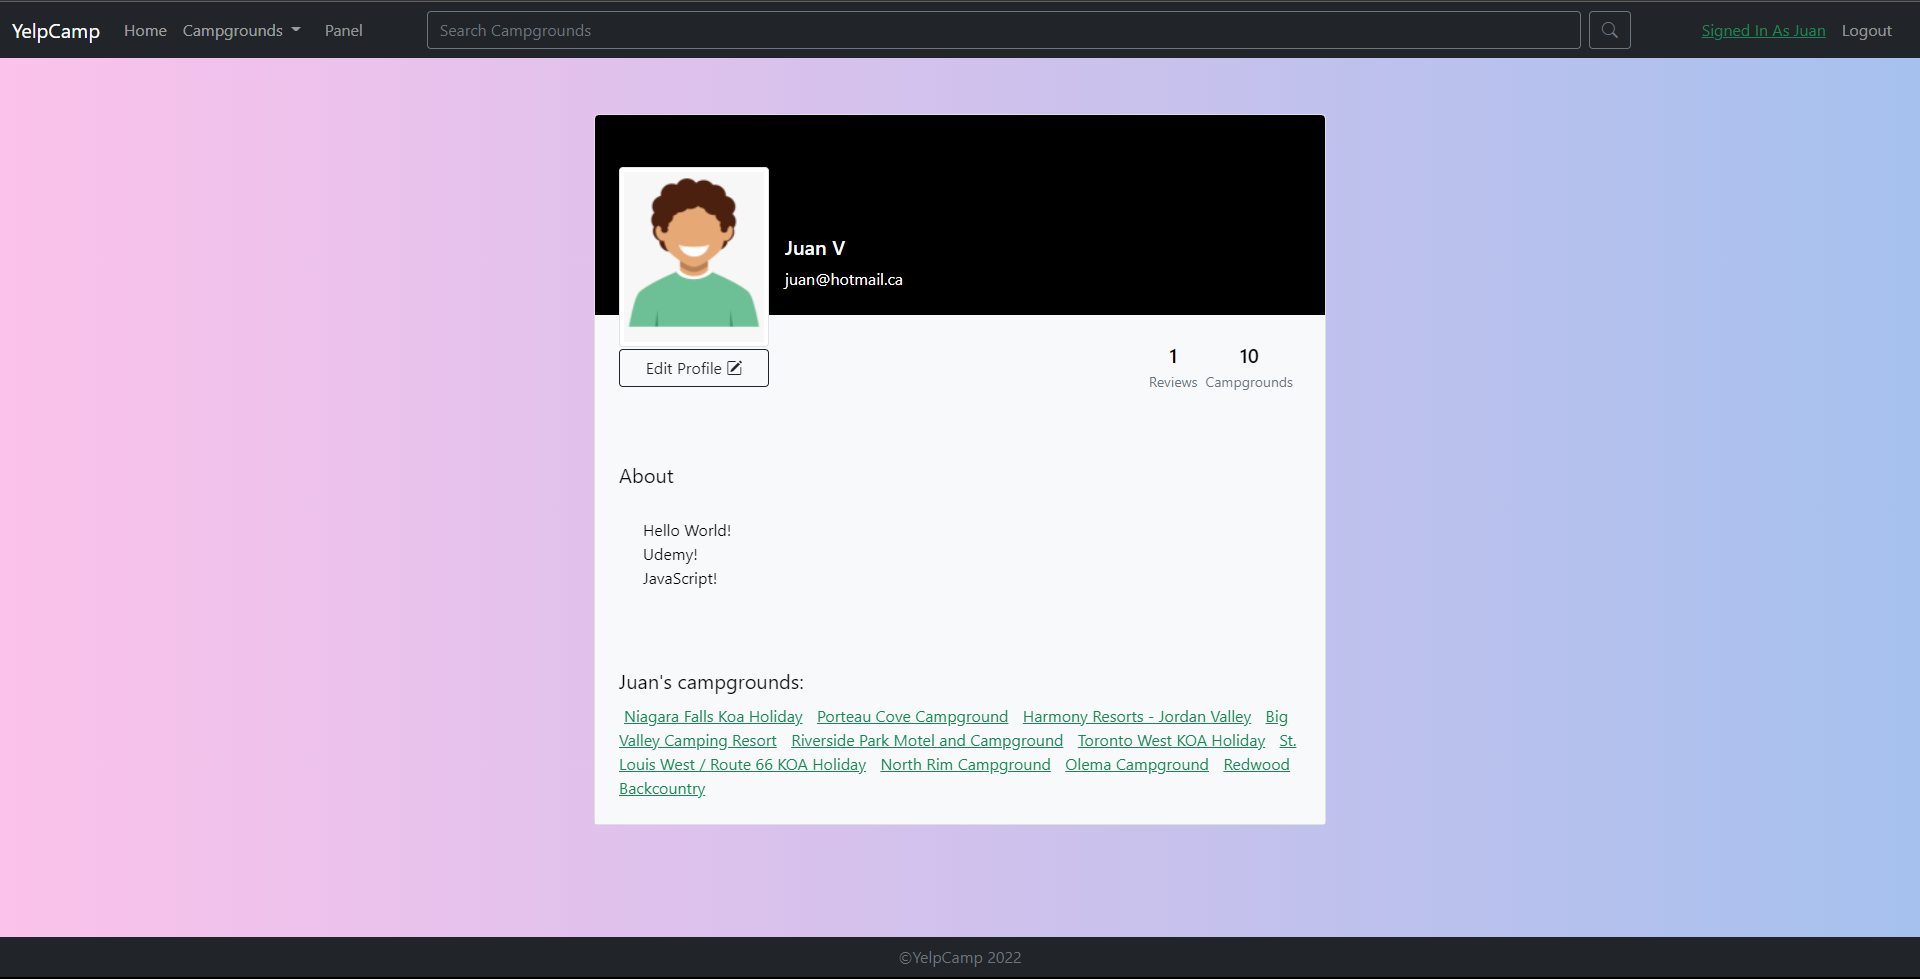 YelpCamp Home Campgrounds Panel Search Campgrounds Signed In As Juan Logout
Juan V
juan@hotmail.ca
Edit Profile
1 10
Reviews Campgrounds
About
Hello World!
Udemy!
JavaScript!
Juan's campgrounds:
Niagara Falls Koa Holiday Porteau Cove Campground Harmony Resorts - Jordan Valley Big
Valley Camping Resort Riverside Park Motel and Campground Toronto West KOA Holiday St.
Louis West / Route 66 KOA Holiday North Rim Campground Olema Campground Redwood
Backcountry
©YelpCamp 2022